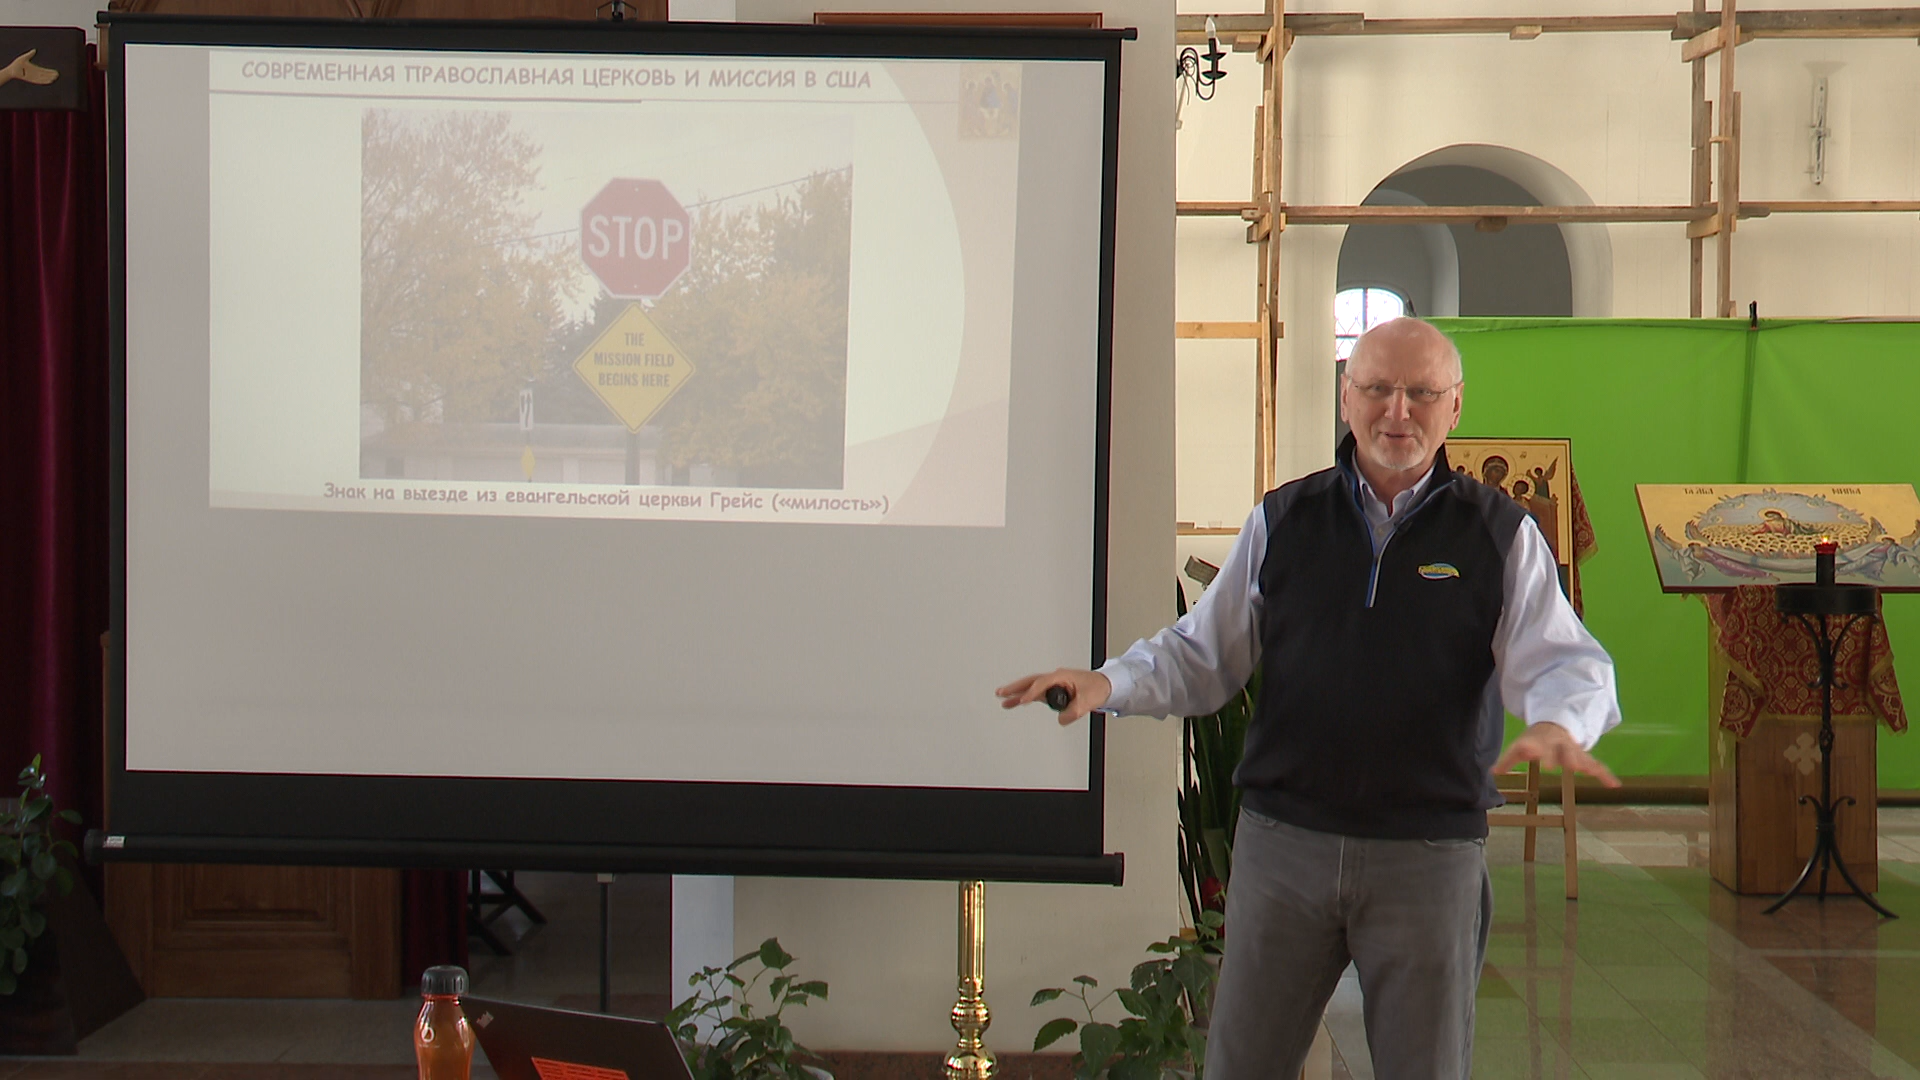 СОВРЕМЕННАЯ ПРАВОСЛАВНАЯ ЦЕРКОВЬ И МИССИЯ В США
STOP
THE
MISSION FIELD
BEGINS HERE
Знак на выезде из евангельской церкви Грейс («милость»)